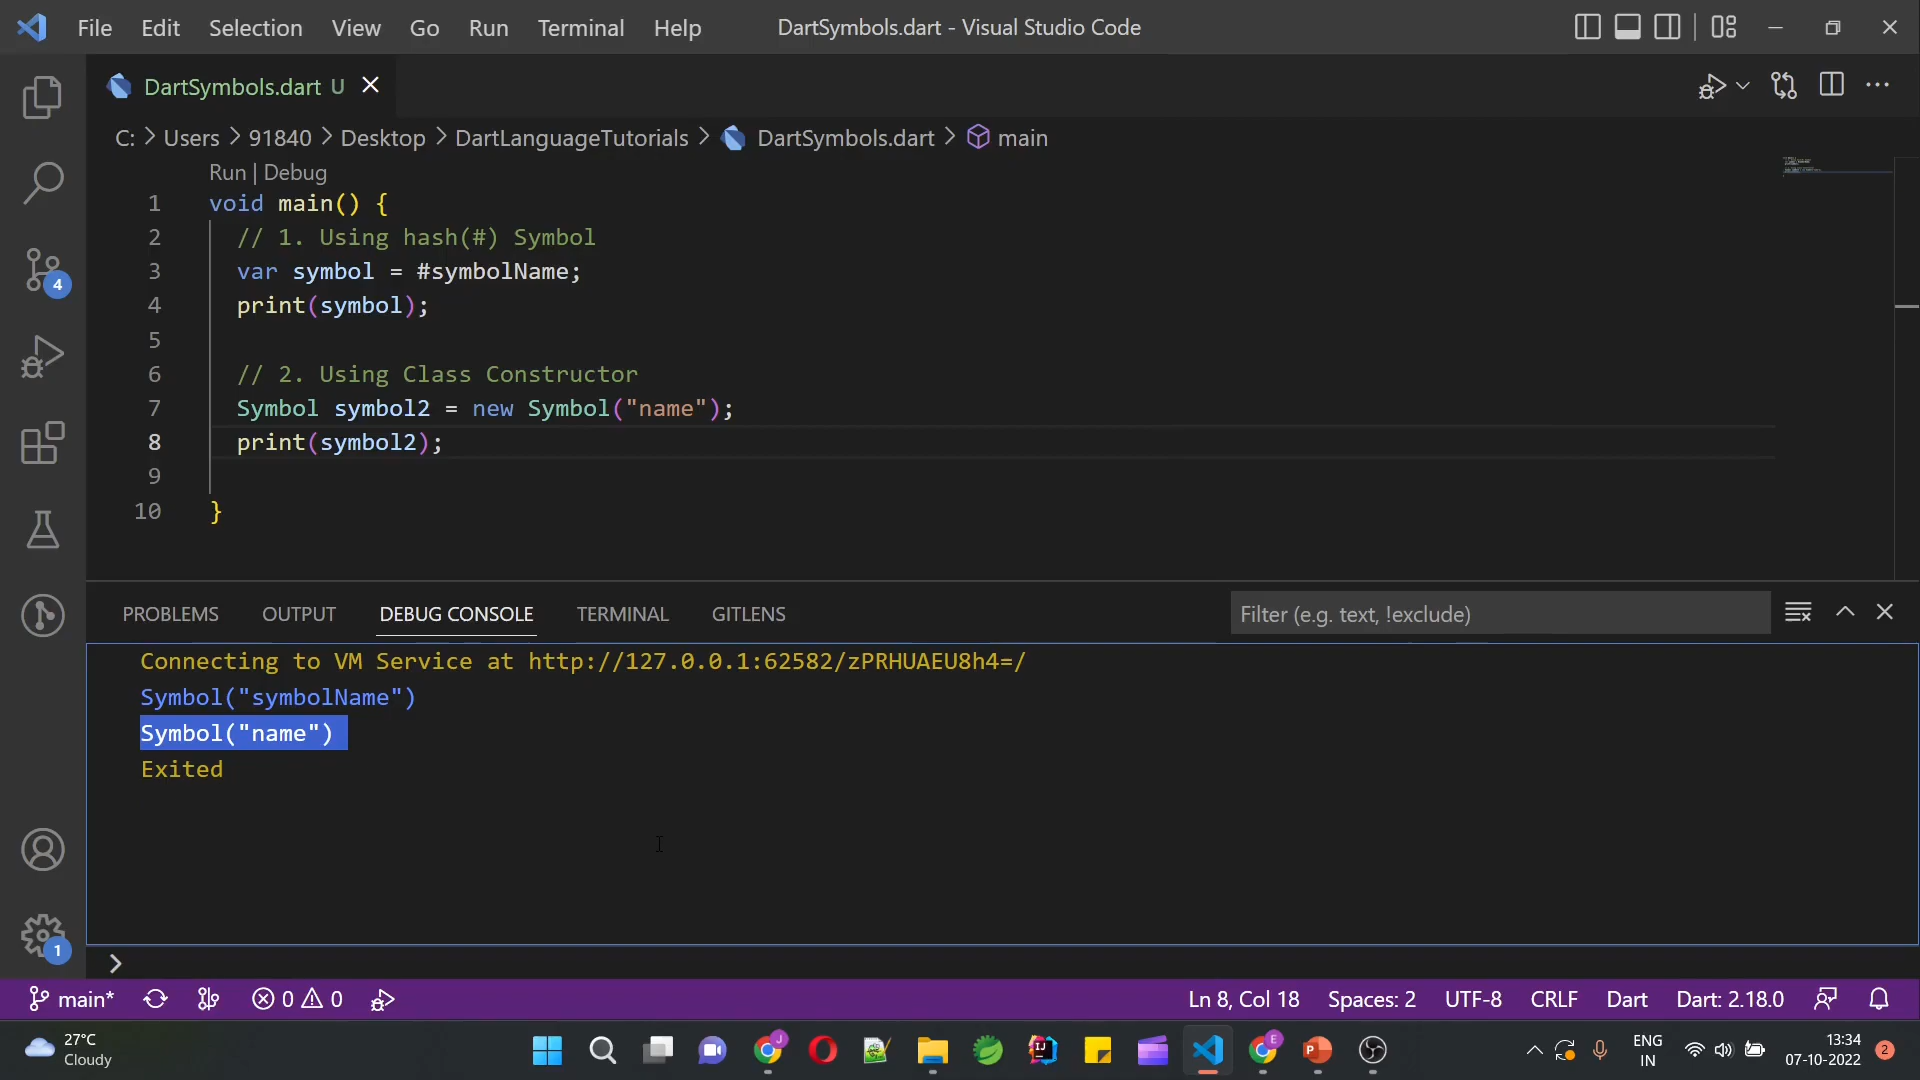 File Edit Selection View Go Run Terminal Help DartSymbols.dart - Visual Studio Code
DartSymbols.dart U
C: > Users > 91840 > Desktop > DartLanguageTutorials > DartSymbols.dart > main
Run | Debug
1 void main() {
2 // 1. Using hash(#) Symbol
3 var symbol = #symbolName;
4 print(symbol);
5
6 // 2. Using Class Constructor
7 Symbol symbol2 = new Symbol("name");
8 print(symbol2);
9
10 }
PROBLEMS OUTPUT DEBUG CONSOLE TERMINAL GITLENS Filter (e.g. text, !exclude)
Connecting to VM Service at http://127.0.0.1:62582/zPRHUAEU8h4=/
Symbol("symbolName")
Symbol("name")
Exited
4
1
>
main* 0 0 Ln 8, Col 18 Spaces: 2 UTF-8 CRLF Dart Dart: 2.18.0
27°C
Cloudy
J
IJ
E
P
ENG
IN
13:34
07-10-2022
2